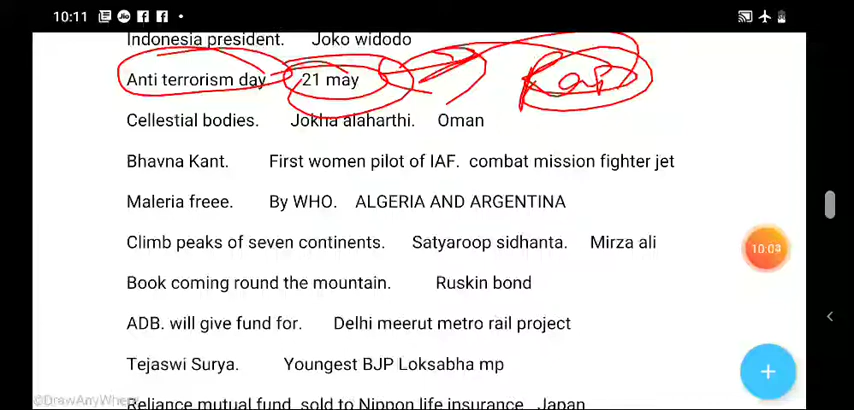 10:11
Indonesia president. Joko widodo
Anti terrorism day 21 may
Cellestial bodies. Jokha alaharthi. Oman
Bhavna Kant. First women pilot of IAF. combat mission fighter jet
Maleria freee. By WHO. ALGERIA AND ARGENTINA
Climb peaks of seven continents. Satyaroop sidhanta. Mirza ali
10:04
Book coming round the mountain. Ruskin bond
ADB. will give fund for. Delhi meerut metro rail project
Tejaswi Surya. Youngest BJP Loksabha mp
+
@DrawAnyWhere
Reliance mutual fund sold to Nippon life insurance Japan